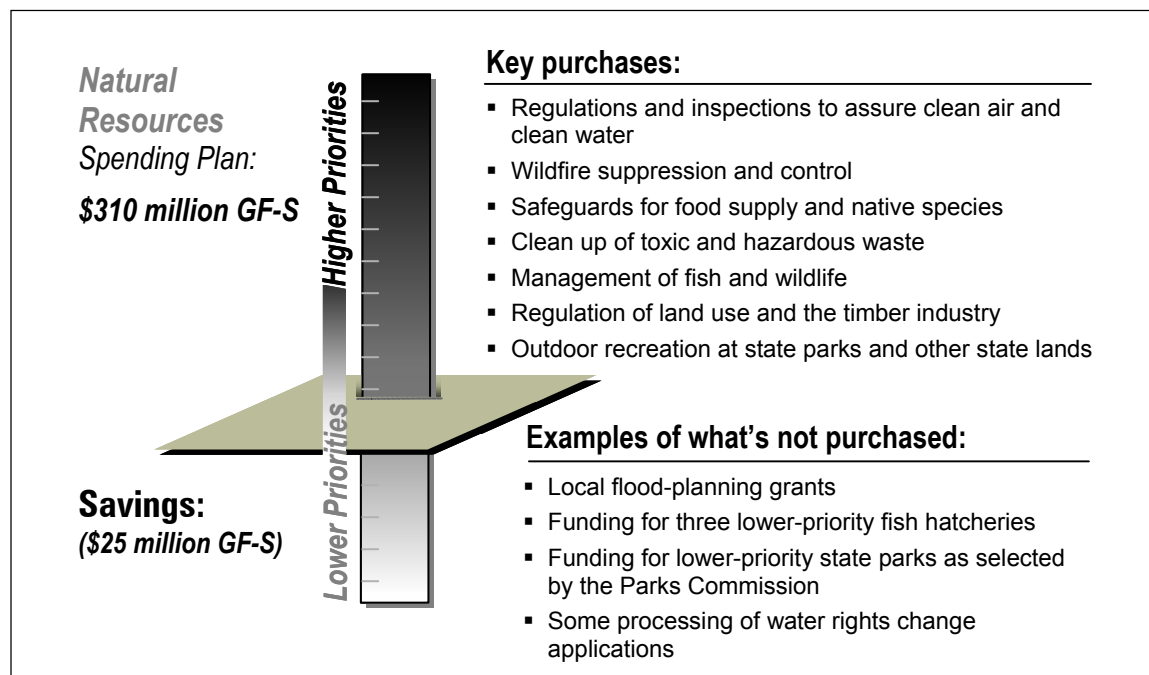 Natural
Resources
Spending Plan:
$310 million GF-S
Higher Priorities
Lower Priorities
Savings:
($25 million GF-S)
Key purchases:
▪ Regulations and inspections to assure clean air and
clean water
▪ Wildfire suppression and control
▪ Safeguards for food supply and native species
▪ Clean up of toxic and hazardous waste
▪ Management of fish and wildlife
▪ Regulation of land use and the timber industry
▪ Outdoor recreation at state parks and other state lands
Examples of what's not purchased:
▪ Local flood-planning grants
▪ Funding for three lower-priority fish hatcheries
▪ Funding for lower-priority state parks as selected
by the Parks Commission
▪ Some processing of water rights change
applications